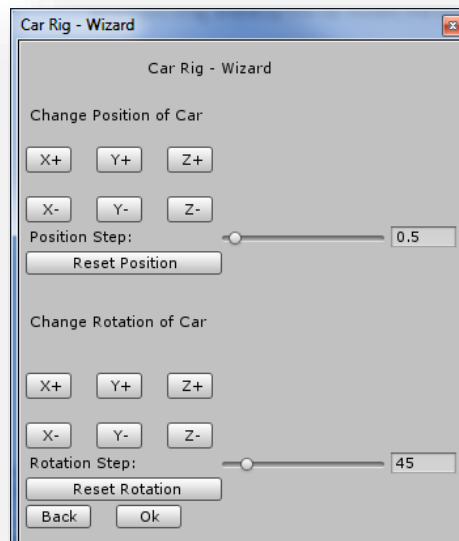 Car Rig - Wizard
x
Car Rig - Wizard
Change Position of Car
X+ Y+ Z+
X- Y- Z-
Position Step: 0.5
Reset Position
Change Rotation of Car
X+ Y+ Z+
X- Y- Z-
Rotation Step: 45
Reset Rotation
Back Ok